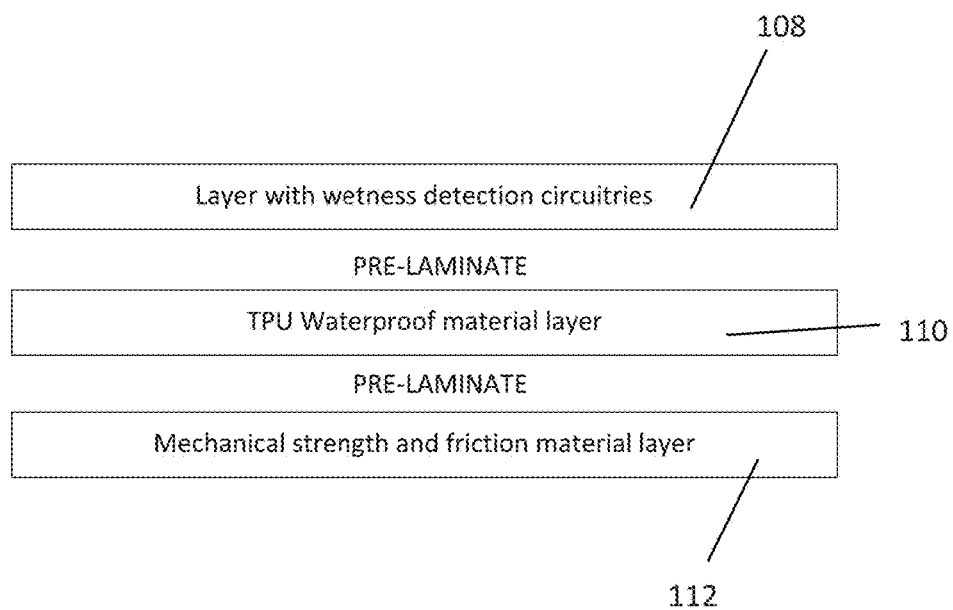 108
Layer with wetness detection circuitries
PRE-LAMINATE
TPU Waterproof material layer
110
PRE-LAMINATE
Mechanical strength and friction material layer
112